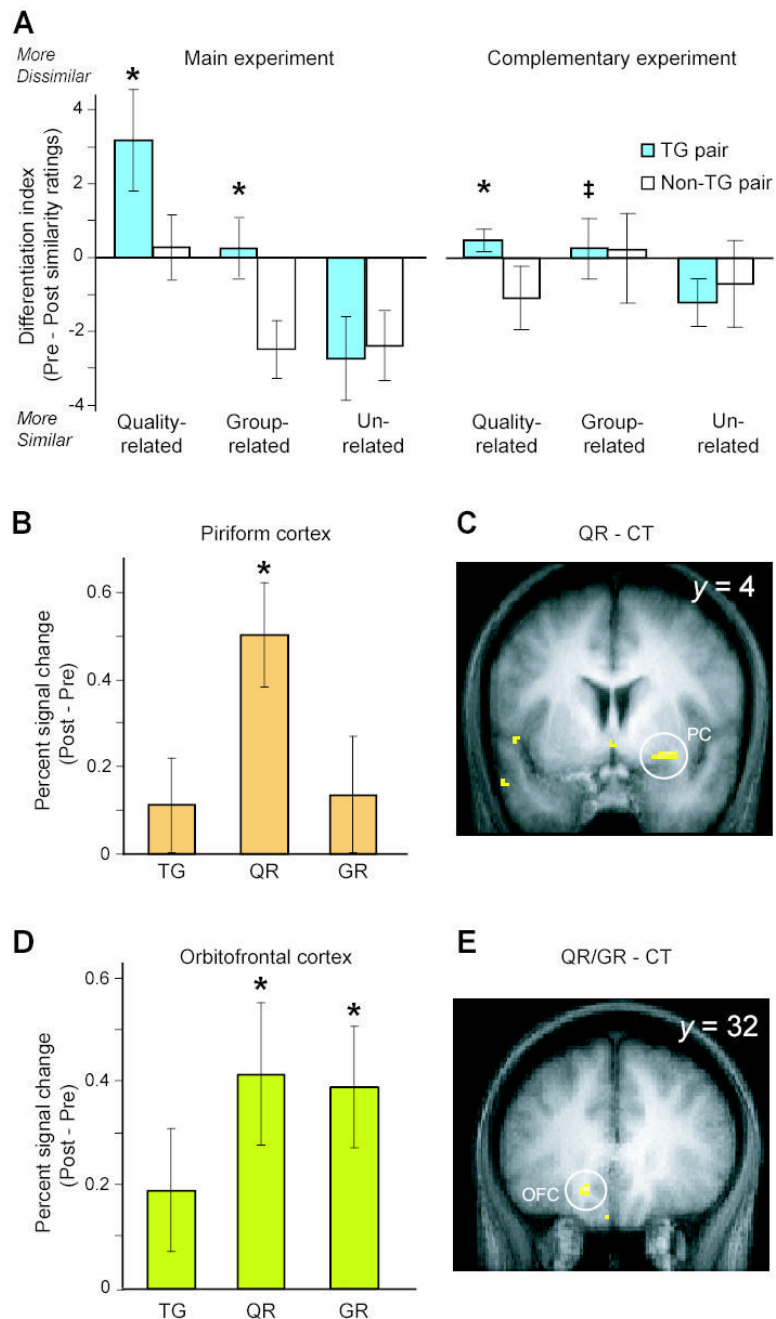 A
More
Dissimilar
Main experiment
Complementary experiment
*
*
*
‡
TG pair
Non-TG pair
Differentiation index
(Pre - Post similarity ratings)
4
2
0
-2
-4
More
Similar
Quality-
related
Group-
related
Un-
related
Quality-
related
Group-
related
Un-
related
B
Piriform cortex
*
Percent signal change
(Post - Pre)
0.6
0.4
0.2
0
TG
QR
GR
C
QR - CT
y = 4
PC
D
Orbitofrontal cortex
*
*
Percent signal change
(Post - Pre)
0.6
0.4
0.2
0
TG
QR
GR
E
QR/GR - CT
y = 32
OFC